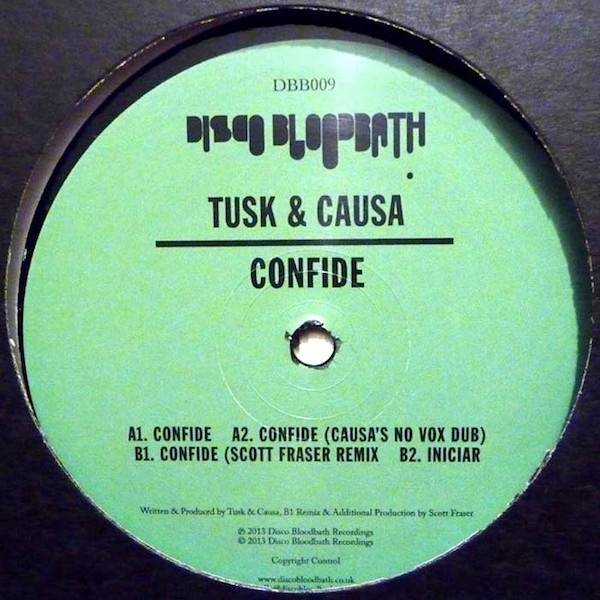 DBB009
DISCO BLOODBATH
TUSK & CAUSA
CONFIDE
A1. CONFIDE A2. CONFIDE (CAUSA'S NO VOX DUB)
B1. CONFIDE (SCOTT FRASER REMIX B2. INICIAR
Written & Produced by Tusk & Causa, B1 Remix & Additional Production by Scott Fraser
℗ 2013 Disco Bloodbath Recordings
© 2013 Disco Bloodbath Recordings
Copyright Control
www.discobloodbath.co.uk